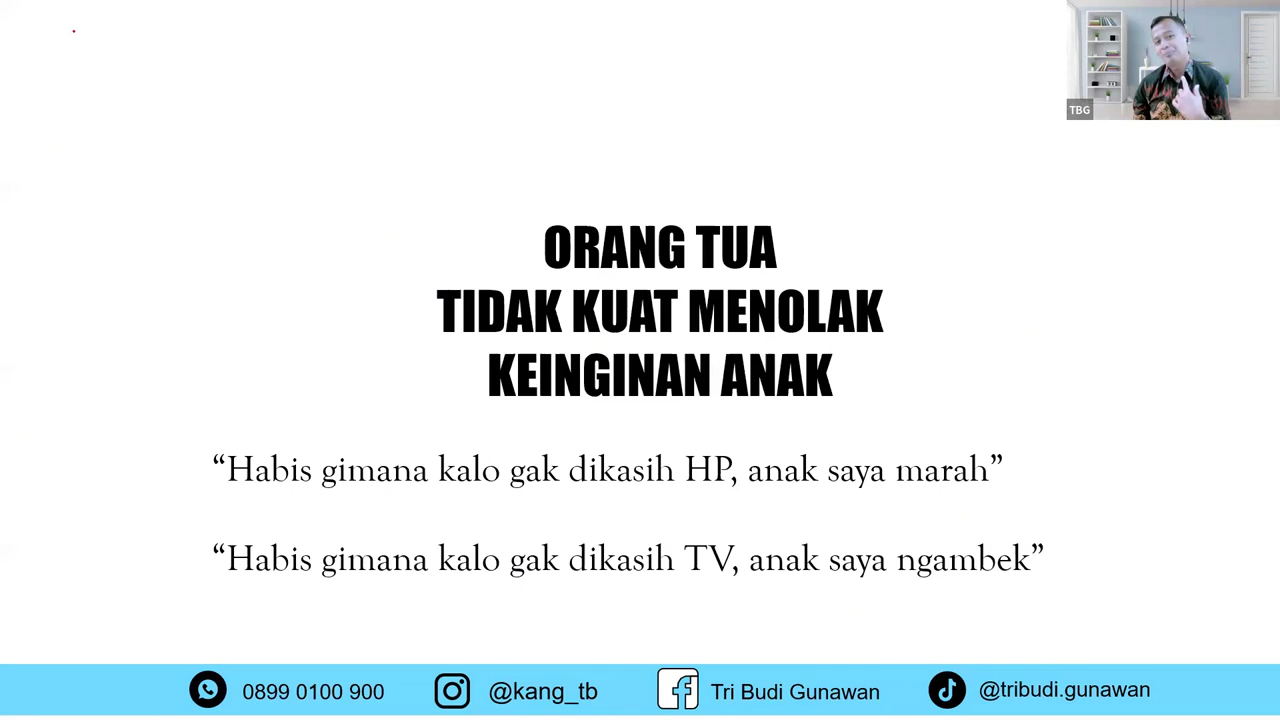 TBG
ORANG TUA
TIDAK KUAT MENOLAK
KEINGINAN ANAK
“Habis gimana kalo gak dikasih HP, anak saya marah”
“Habis gimana kalo gak dikasih TV, anak saya ngambek”
0899 0100 900 @kang_tb Tri Budi Gunawan @tribudi.gunawan